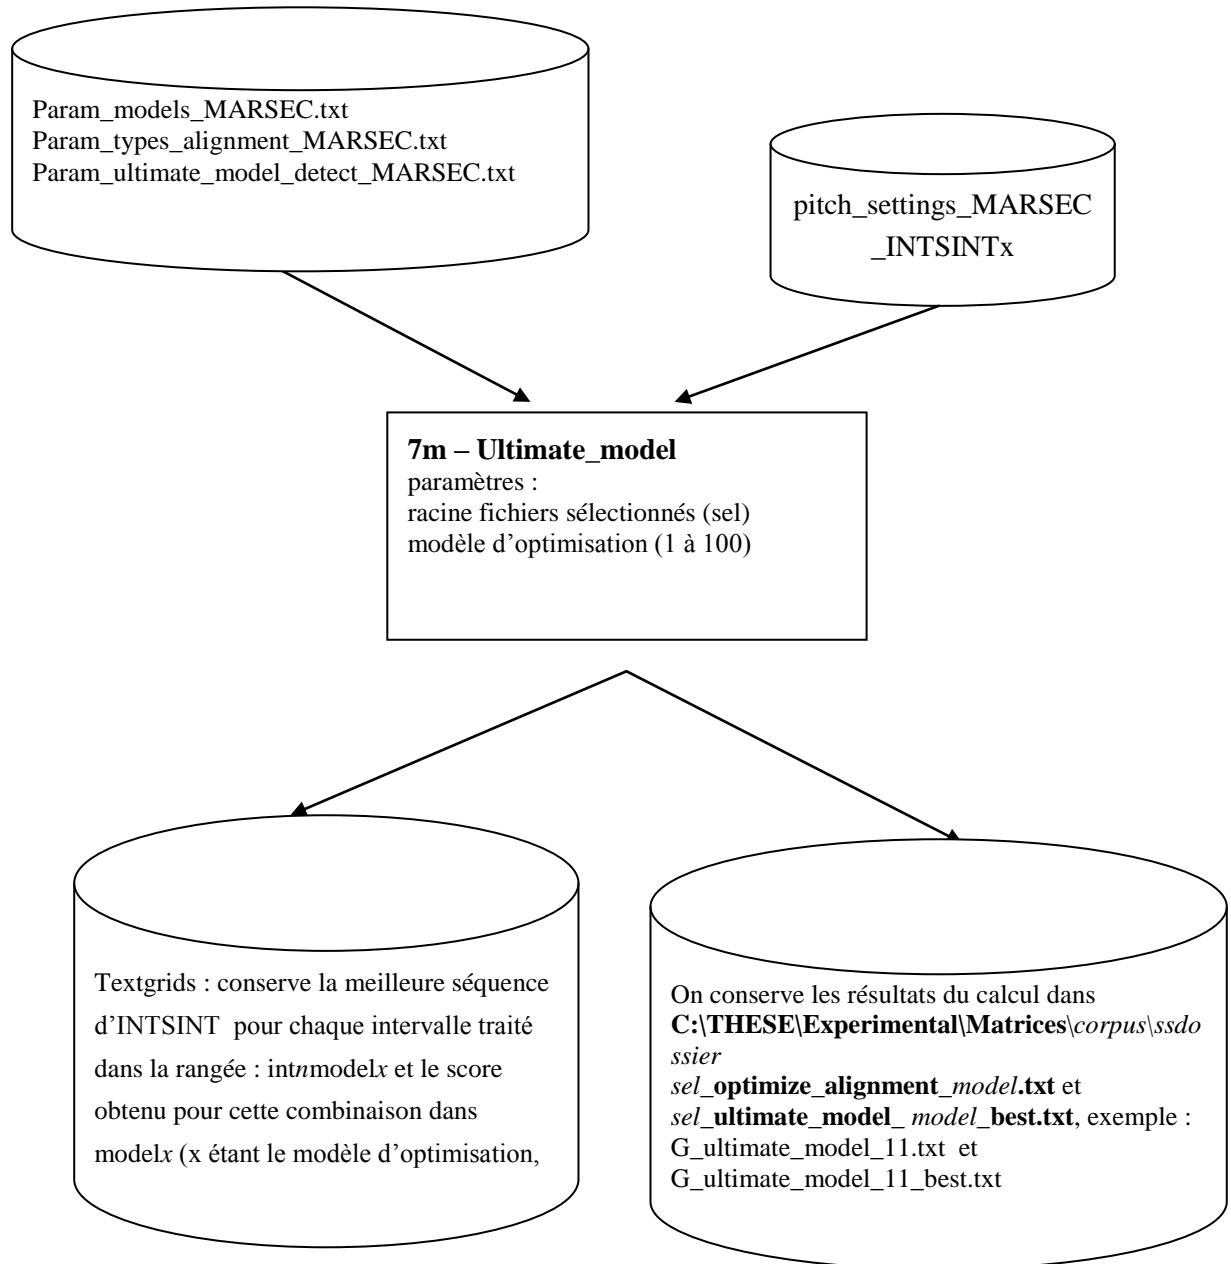 Param_models_MARSEC.txt
Param_types_alignment_MARSEC.txt
Param_ultimate_model_detect_MARSEC.txt
pitch_settings_MARSEC
_INTSINTx
7m – Ultimate_model
paramètres :
racine fichiers sélectionnés (sel)
modèle d’optimisation (1 à 100)
Textgrids : conserve la meilleure séquence
d’INTSINT pour chaque intervalle traité
dans la rangée : intnmodelx et le score
obtenu pour cette combinaison dans
modelx (x étant le modèle d’optimisation,
On conserve les résultats du calcul dans
C:\THESE\Experimental\Matrices\corpus\ssdo
ssier
sel_optimize_alignment_model.txt et
sel_ultimate_model_ model_best.txt, exemple :
G_ultimate_model_11.txt et
G_ultimate_model_11_best.txt